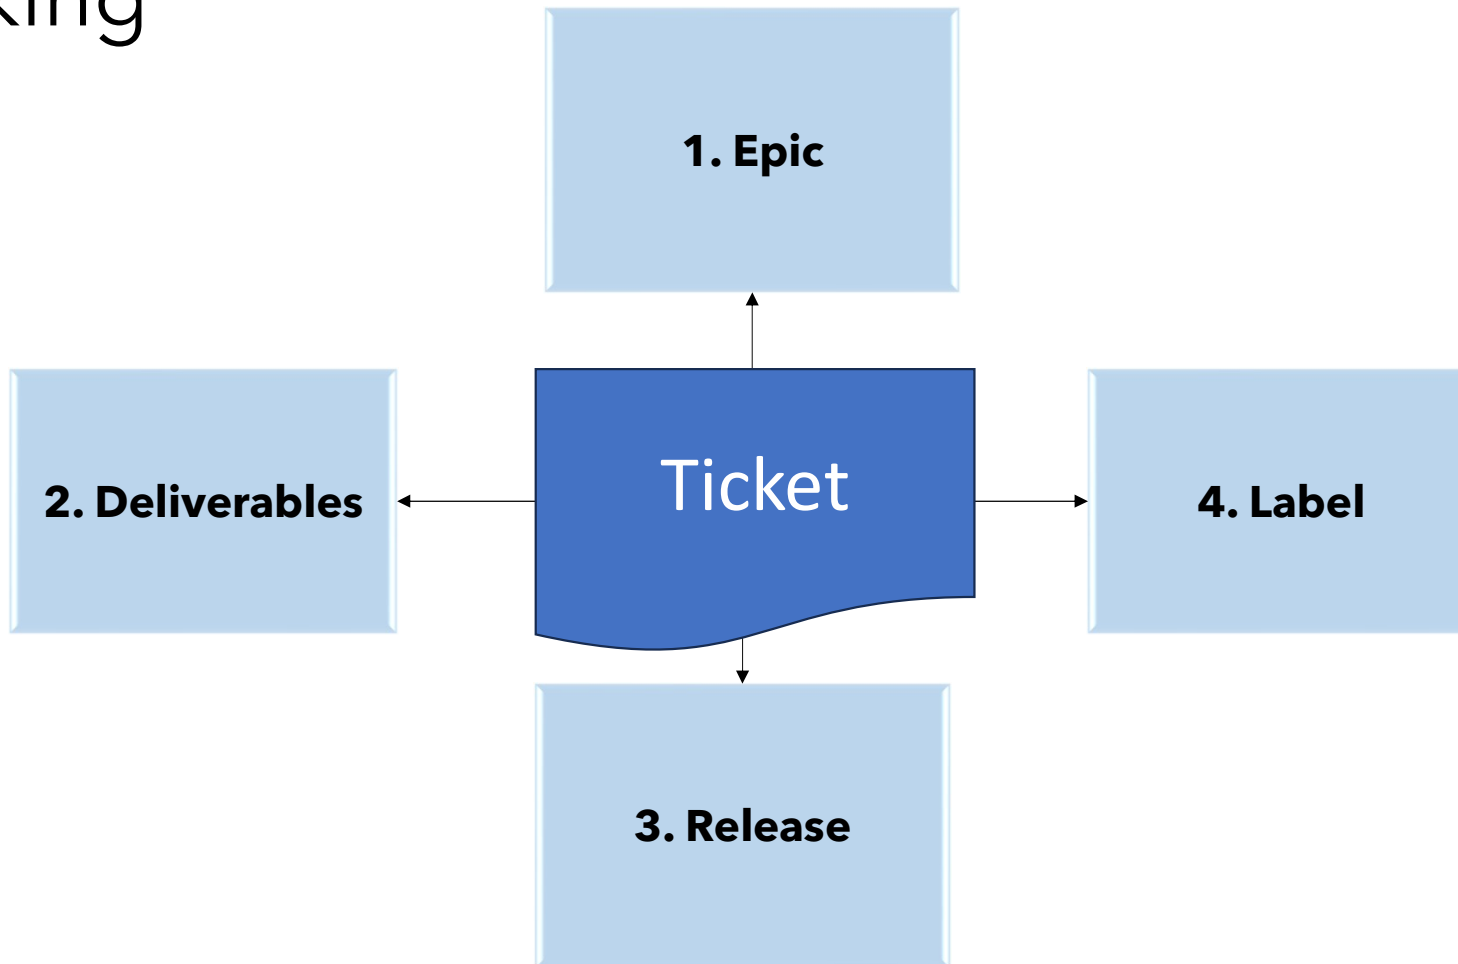 1. Epic
2. Deliverables
Ticket
4. Label
3. Release